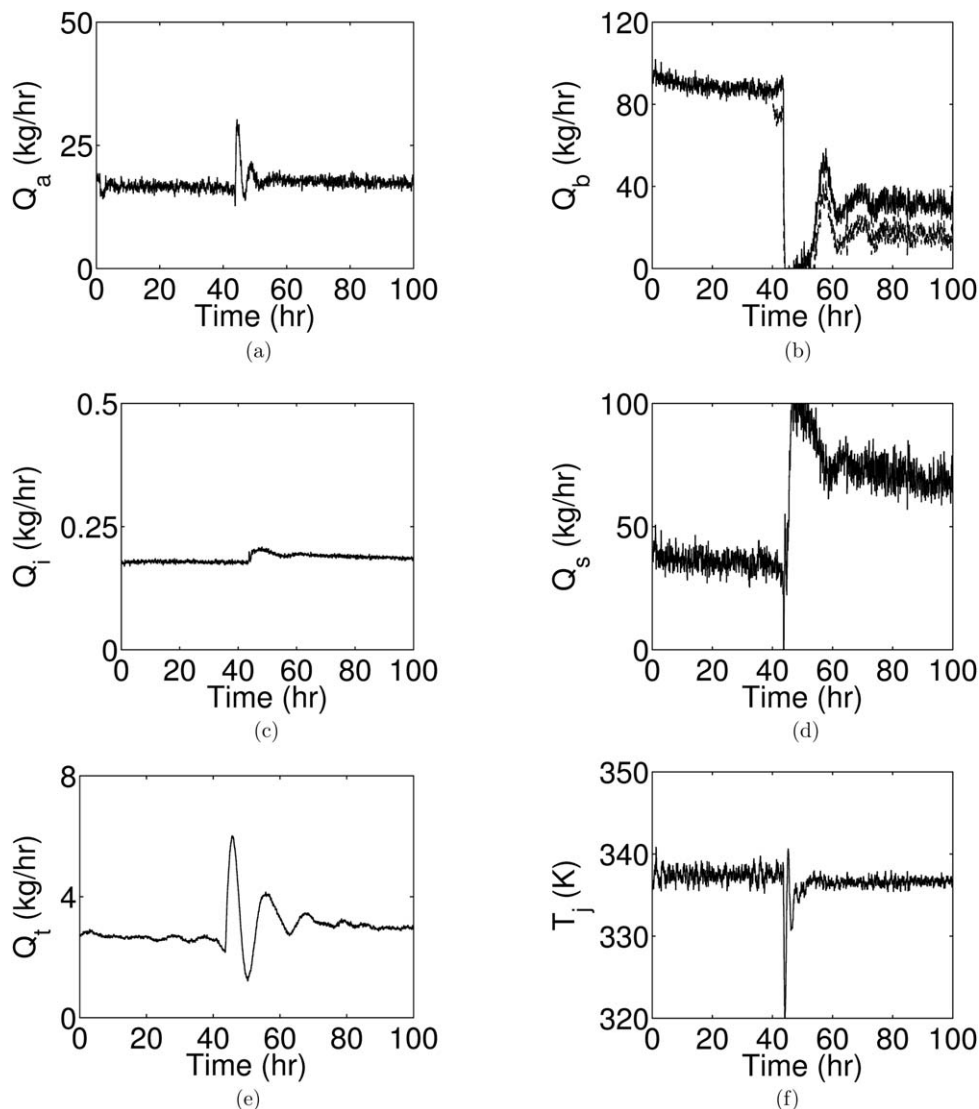 50
25
0
Q_a (kg/hr)
0 20 40 60 80 100
Time (hr)
(a)
120
80
40
0
Q_b (kg/hr)
0 20 40 60 80 100
Time (hr)
(b)
0.5
0.25
0
Q_i (kg/hr)
0 20 40 60 80 100
Time (hr)
(c)
100
50
0
Q_s (kg/hr)
0 20 40 60 80 100
Time (hr)
(d)
8
4
0
Q_t (kg/hr)
0 20 40 60 80 100
Time (hr)
(e)
350
340
330
320
T_j (K)
0 20 40 60 80 100
Time (hr)
(f)